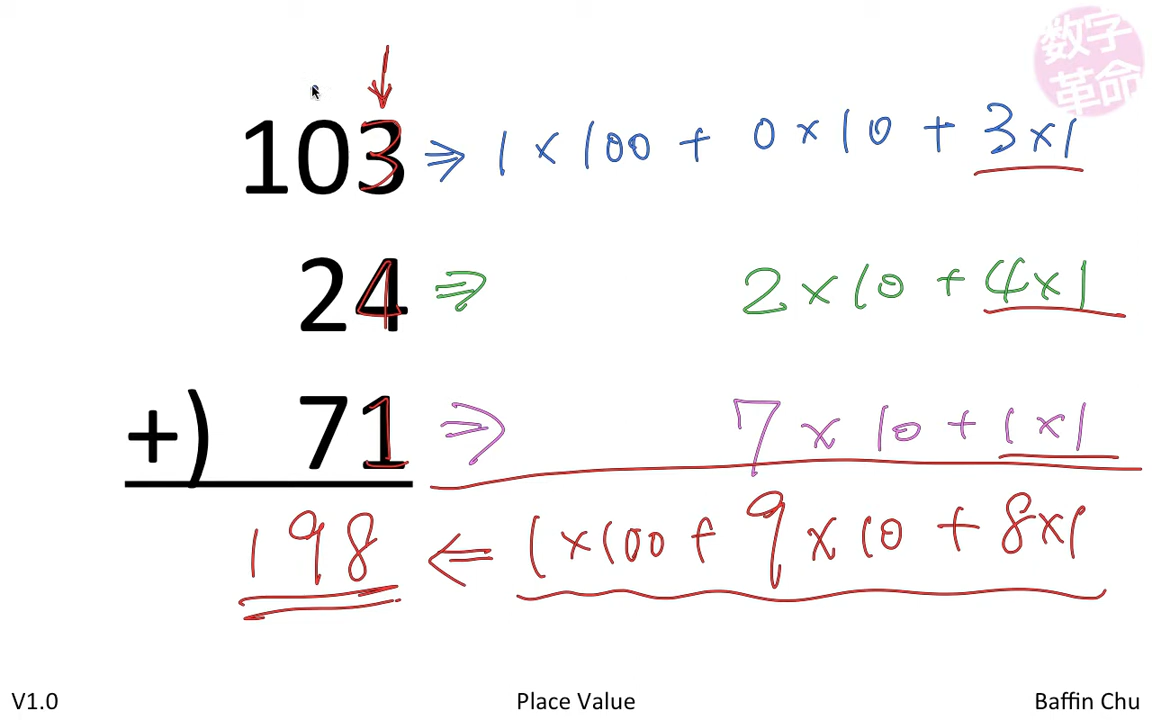 数字
革命
103 ⇒ 1 × 100 + 0 × 10 + 3 × 1
24 ⇒ 2 × 10 + 4 × 1
+) 71 ⇒ 7 × 10 + 1 × 1
198 ⇐ 1 × 100 + 9 × 10 + 8 × 1
V1.0 Place Value Baffin Chu